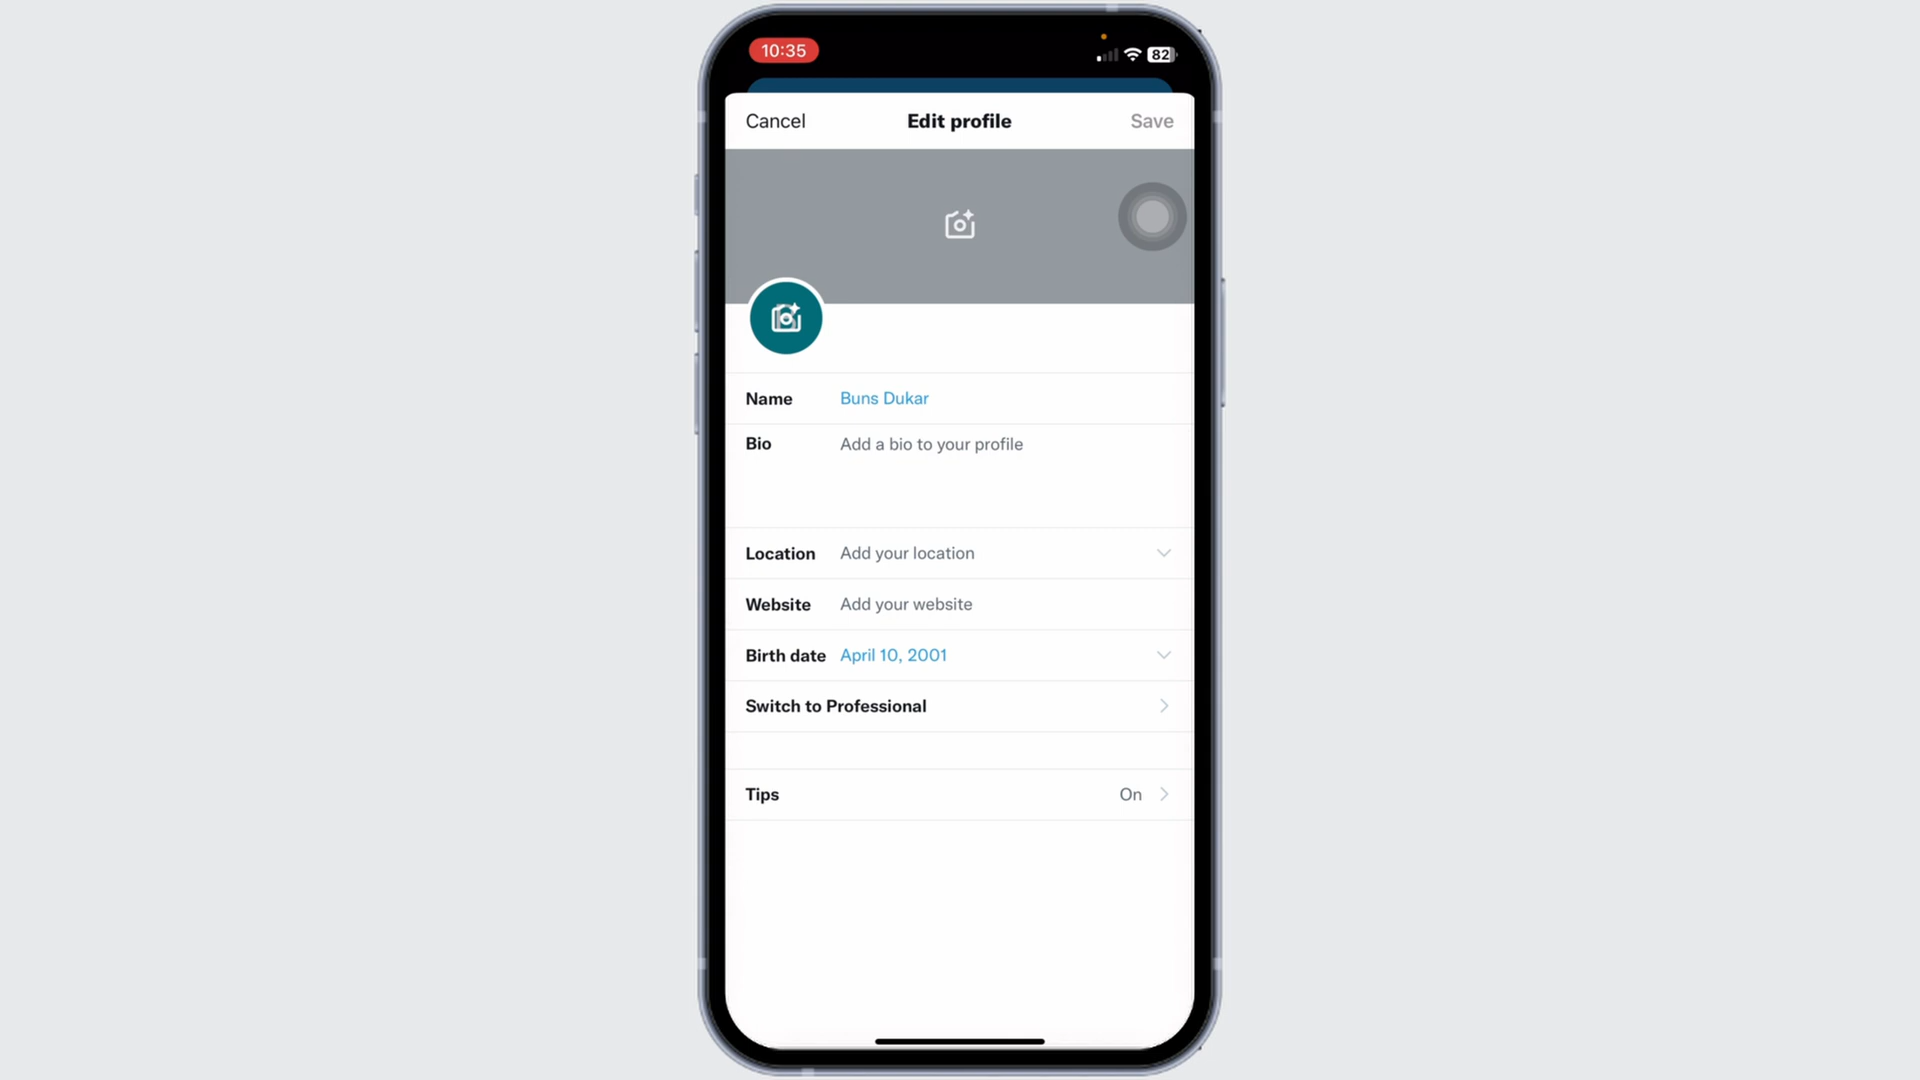 10:35
82
Cancel Edit profile Save
Name Buns Dukar
Bio Add a bio to your profile
Location Add your location
Website Add your website
Birth date April 10, 2001
Switch to Professional
Tips On